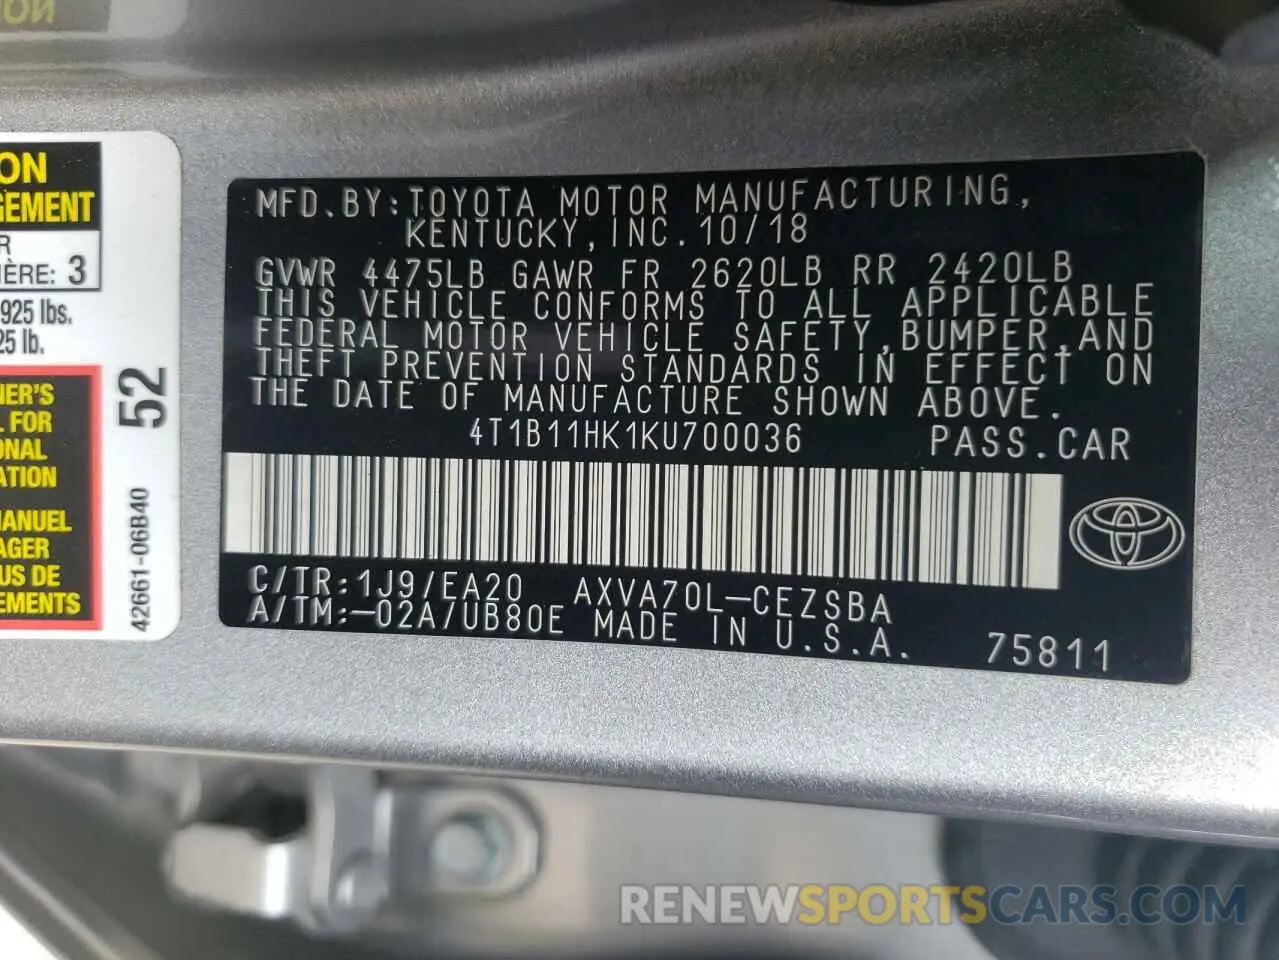 ON
GEMENT
R
IÈRE: 3
925 lbs.
25 lb.
NER'S
L FOR
ONAL
ATION
MANUEL
AGER
US DE
EMENTS
52
42661-06B40
MFD.BY:TOYOTA MOTOR MANUFACTURING,
KENTUCKY,INC.10/18
GVWR 4475LB GAWR FR 2620LB RR 2420LB
THIS VEHICLE CONFORMS TO ALL APPLICABLE
FEDERAL MOTOR VEHICLE SAFETY,BUMPER,AND
THEFT PREVENTION STANDARDS IN EFFECT ON
THE DATE OF MANUFACTURE SHOWN ABOVE.
4T1B11HK1KU700036 PASS.CAR
C/TR:1J9/EA20 AXVA70L-CEZSBA
A/TM:-02A/UB80E MADE IN U.S.A. 75811
RENEWSPORTSCARS.COM